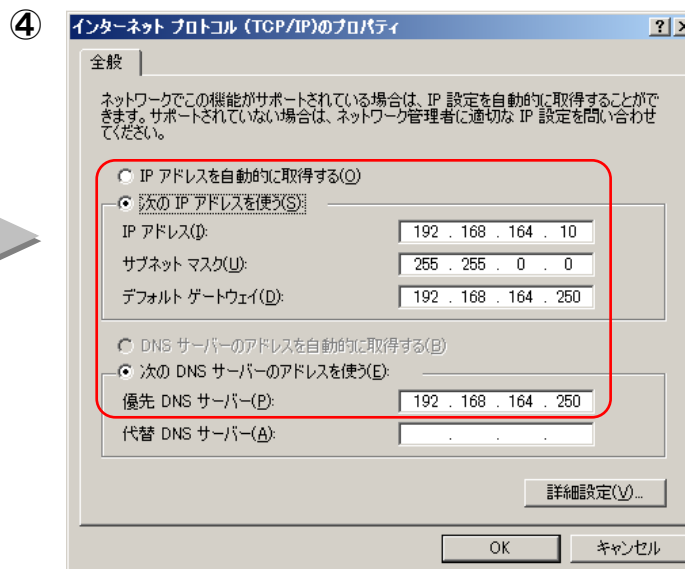 ④
インターネット プロトコル (TCP/IP)のプロパティ
全般
ネットワークでこの機能がサポートされている場合は、IP 設定を自動的に取得することがで
きます。サポートされていない場合は、ネットワーク管理者に適切な IP 設定を問い合わせ
てください。
IP アドレスを自動的に取得する(O)
次の IP アドレスを使う(S):
IP アドレス(I): 192 . 168 . 164 . 10
サブネット マスク(U): 255 . 255 . 0 . 0
デフォルト ゲートウェイ(D): 192 . 168 . 164 . 250
DNS サーバーのアドレスを自動的に取得する(B)
次の DNS サーバーのアドレスを使う(E):
優先 DNS サーバー(P): 192 . 168 . 164 . 250
代替 DNS サーバー(A): . . .
詳細設定(V)...
OK キャンセル